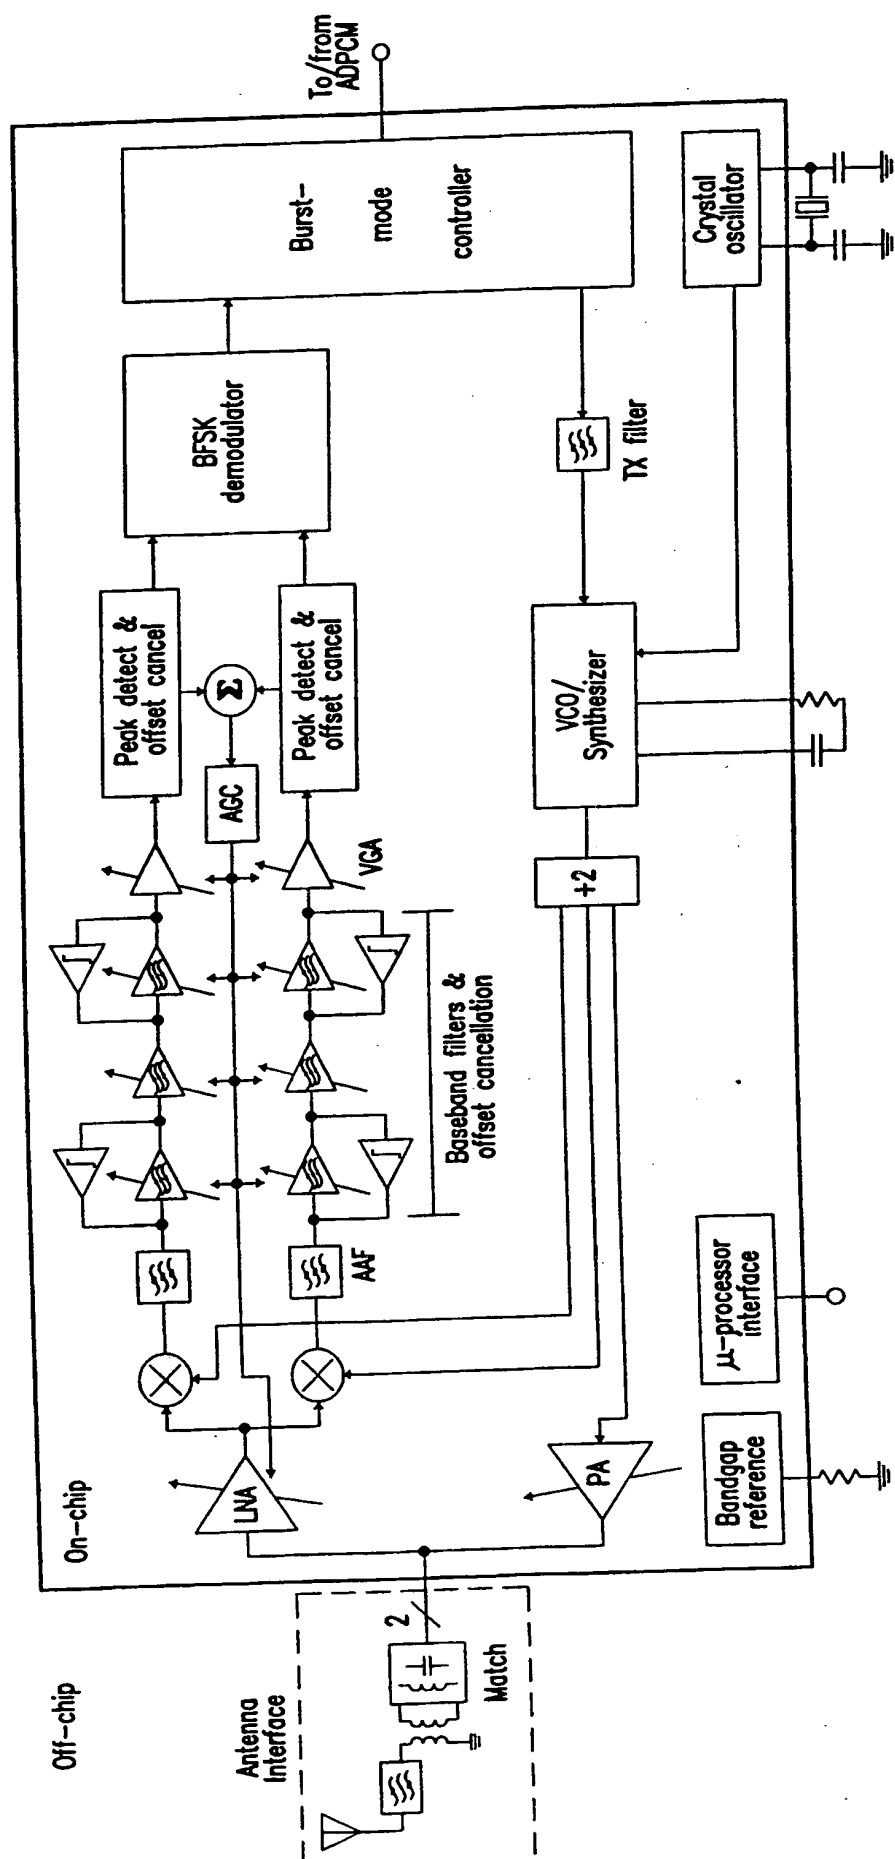 Off-chip
On-chip
Antenna
Interface
Match
2
LNA
PA
AAF
Baseband filters &
offset cancellation
VGA
AGC
Peak detect &
offset cancel
Σ
Peak detect &
offset cancel
BFSK
demodulator
Burst-
mode
controller
To/from
ADPCM
TX filter
VCO/
Synthesizer
÷2
Crystal
oscillator
μ-processor
interface
Bandgap
reference